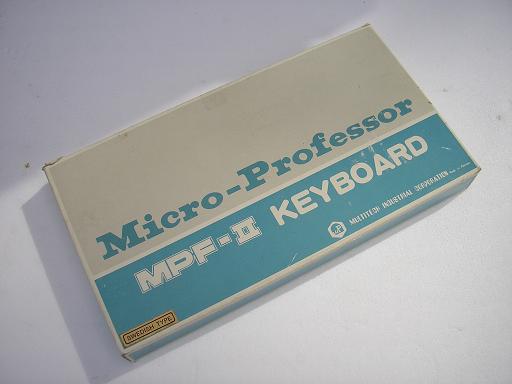 Micro-Professor
MPF-II KEYBOARD
MULTITECH INDUSTRIAL CORPORATION
SWEDISH TYPE